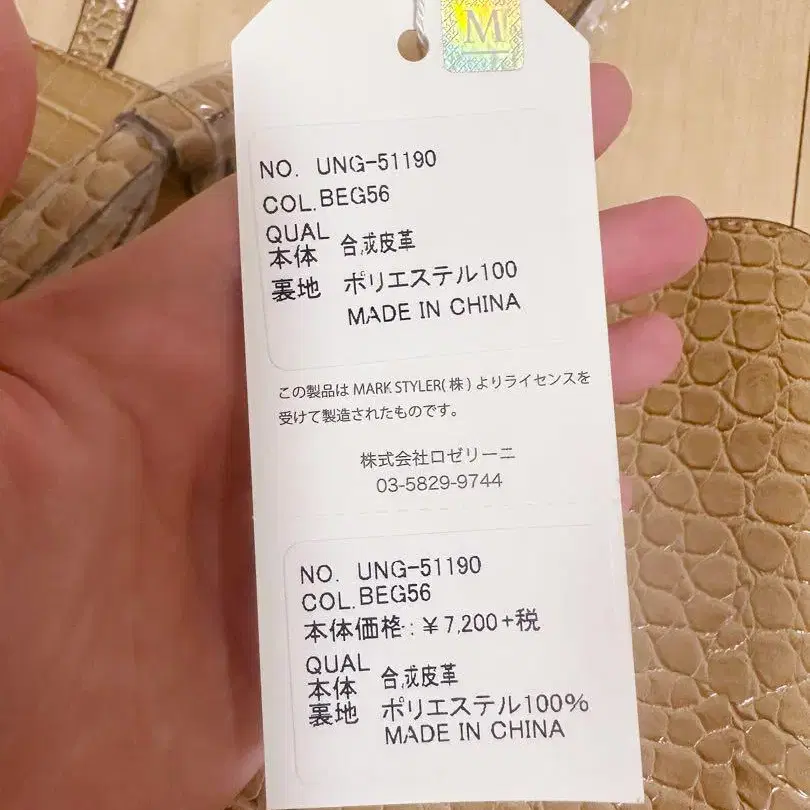 M
NO. UNG-51190
COL.BEG56
QUAL
本体 合成皮革
裏地 ポリエステル100
MADE IN CHINA
この製品は MARK STYLER(株)よりライセンスを
受けて製造されたものです。
株式会社ロゼリーニ
03-5829-9744
NO. UNG-51190
COL.BEG56
本体価格:¥7,200+税
QUAL
本体 合成皮革
裏地 ポリエステル100%
MADE IN CHINA